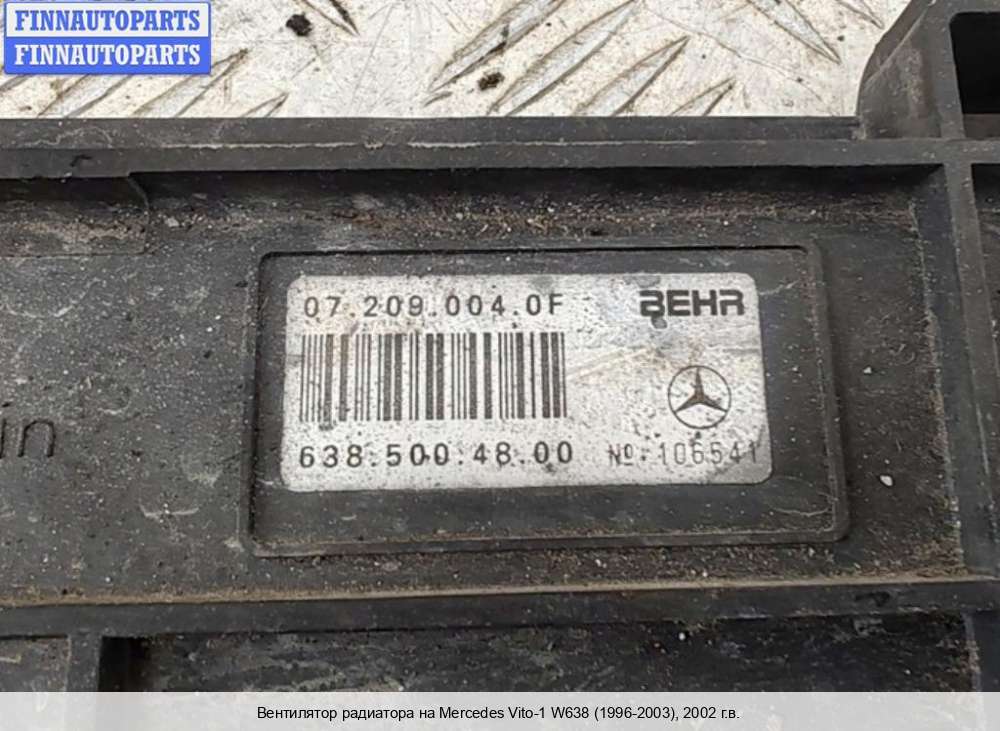 FINNAUTOPARTS
FINNAUTOPARTS
07.209.004.0F BEHR
638.500.48.00 Nº.106541
in
Вентилятор радиатора на Mercedes Vito-1 W638 (1996-2003), 2002 г.в.